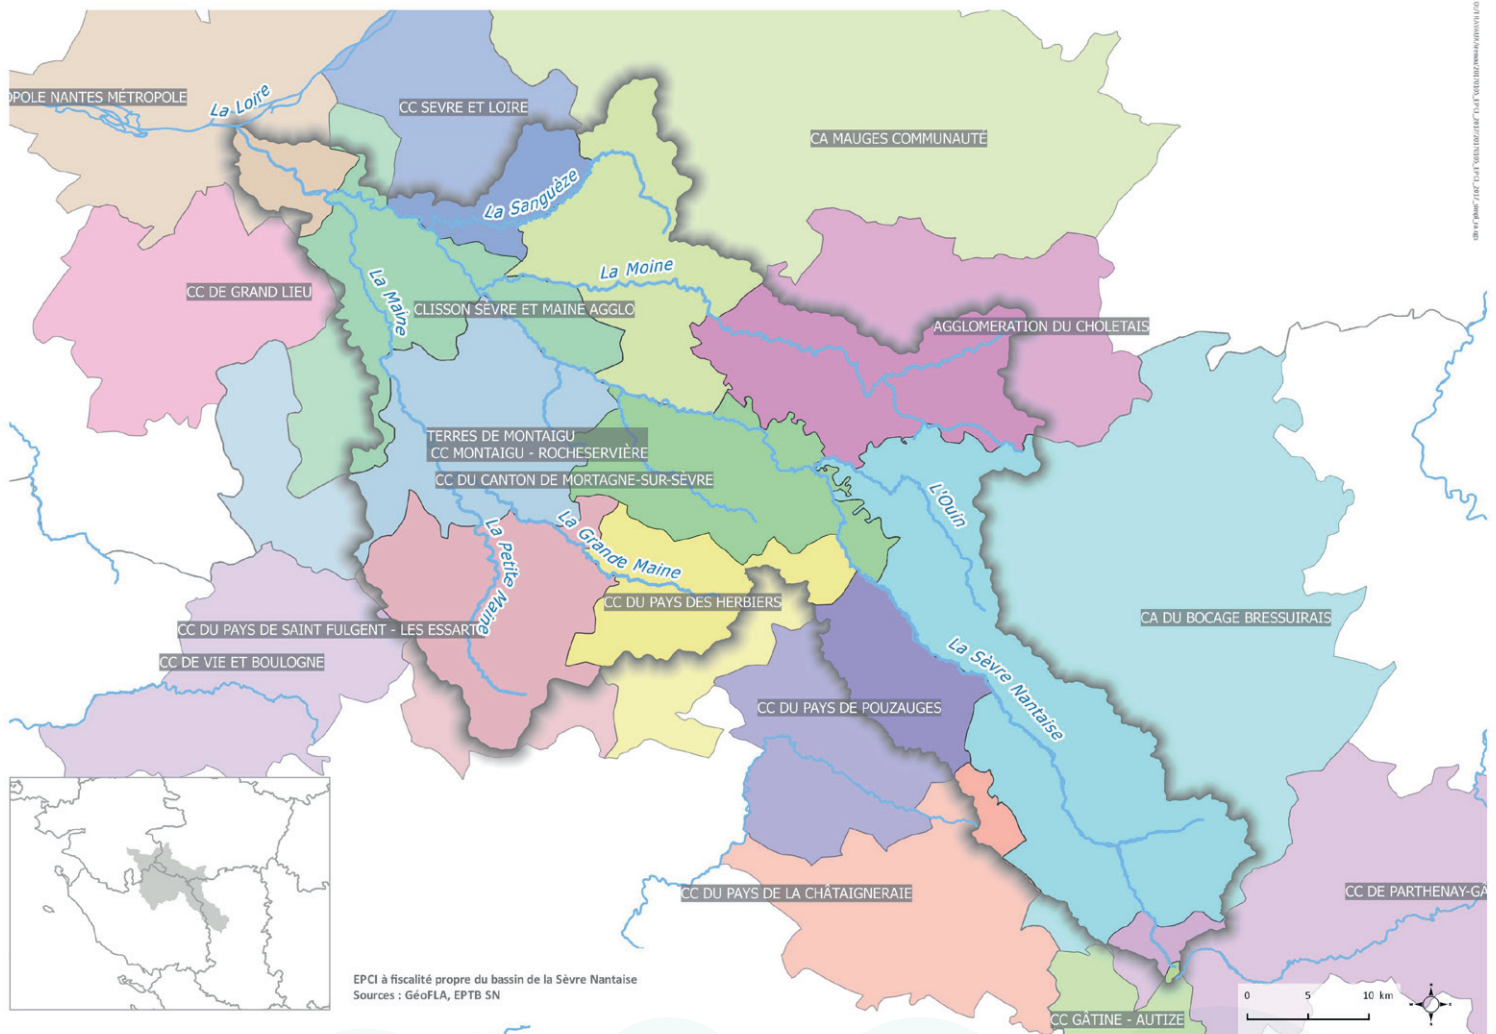 OPOLE NANTES MÉTROPOLE
La Loire
CC SEVRE ET LOIRE
CA MAUGES COMMUNAUTÉ
La Sanguèze
La Moine
La Maine
CC DE GRAND LIEU
CLISSON SÈVRE ET MAINE AGGLO
AGGLOMERATION DU CHOLETAIS
TERRES DE MONTAIGU
CC MONTAIGU - ROCHESERVIÈRE
CC DU CANTON DE MORTAGNE-SUR-SÈVRE
L'Ouin
La Petite Maine
La Grande Maine
CC DU PAYS DES HERBIERS
CA DU BOCAGE BRESSUIRAIS
CC DU PAYS DE SAINT FULGENT - LES ESSARTS
CC DE VIE ET BOULOGNE
La Sèvre Nantaise
CC DU PAYS DE POUZAUGES
CC DU PAYS DE LA CHÂTAIGNERAIE
CC DE PARTHENAY-GÂ
EPCI à fiscalité propre du bassin de la Sèvre Nantaise
Sources : GéoFLA, EPTB SN
0 5 10 km
CC GÂTINE - AUTIZE